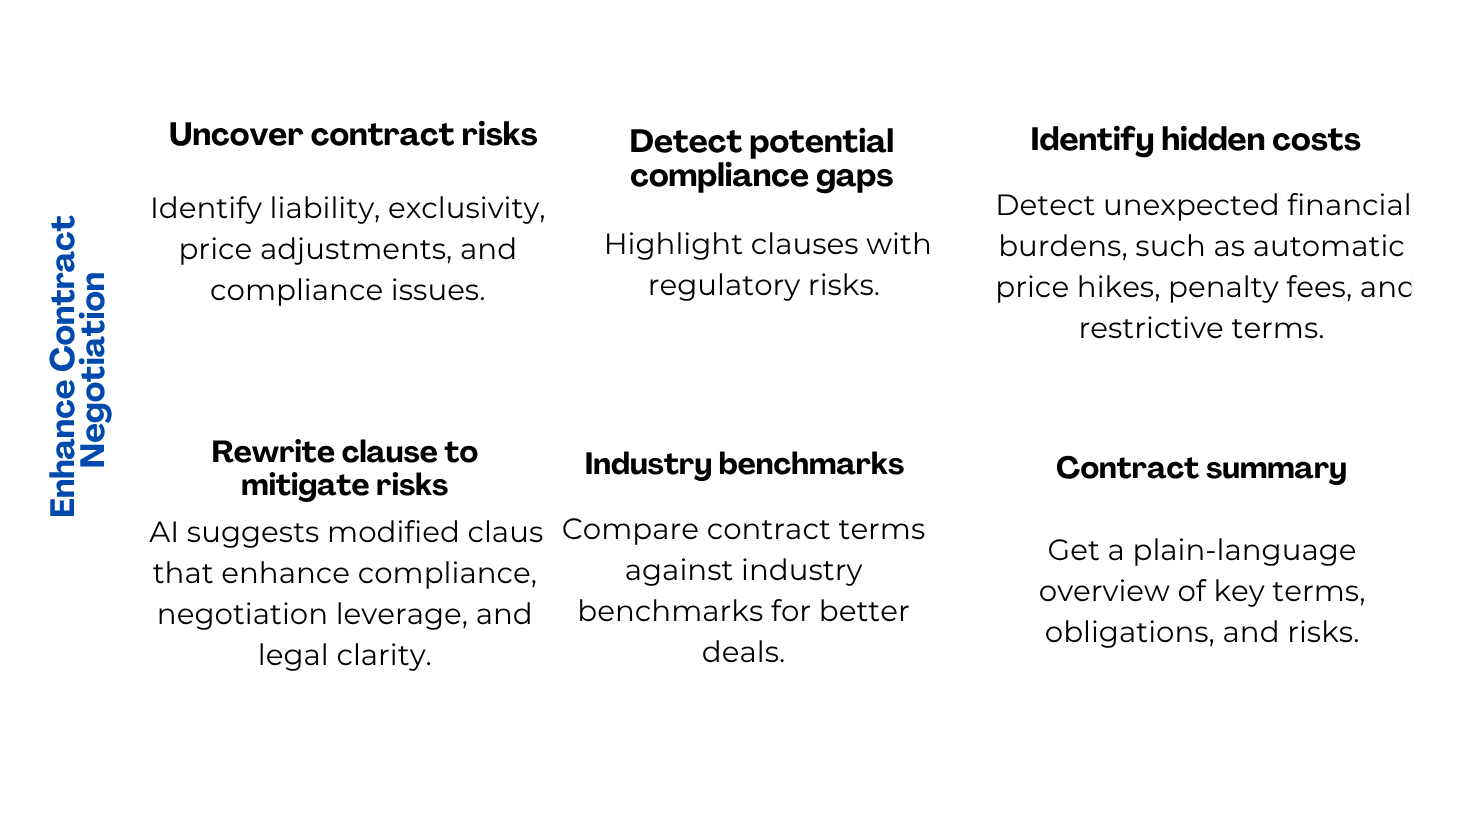 Enhance Contract
Negotiation
Uncover contract risks
Identify liability, exclusivity,
price adjustments, and
compliance issues.
Detect potential
compliance gaps
Highlight clauses with
regulatory risks.
Identify hidden costs
Detect unexpected financial
burdens, such as automatic
price hikes, penalty fees, and
restrictive terms.
Rewrite clause to
mitigate risks
AI suggests modified claus
that enhance compliance,
negotiation leverage, and
legal clarity.
Industry benchmarks
Compare contract terms
against industry
benchmarks for better
deals.
Contract summary
Get a plain-language
overview of key terms,
obligations, and risks.